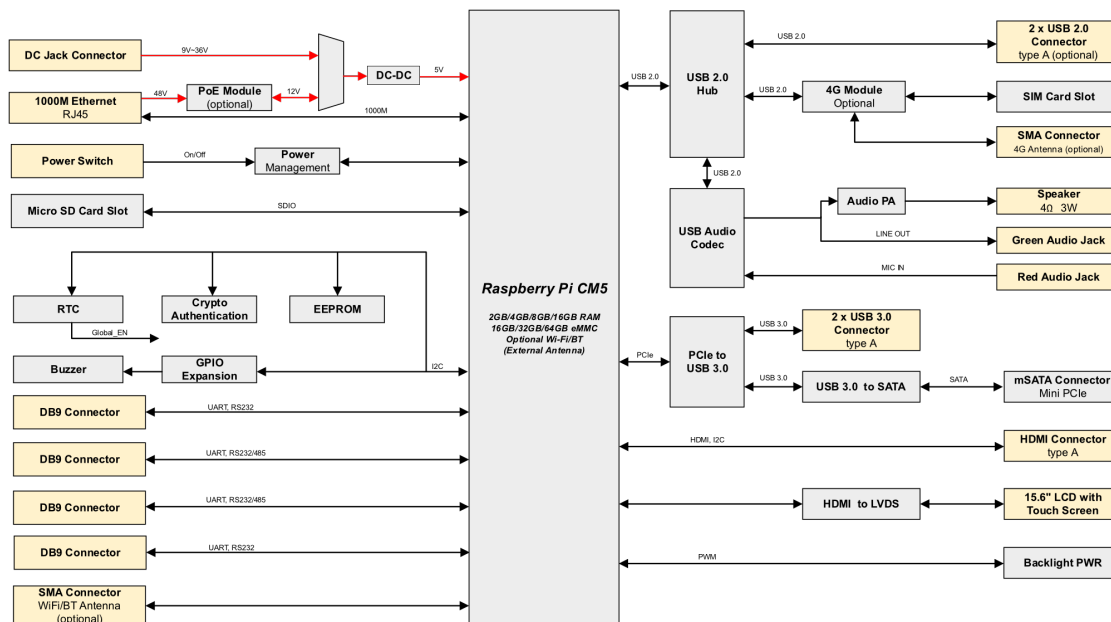 DC Jack Connector
9V~36V
DC-DC
5V
1000M Ethernet
RJ45
48V
PoE Module
(optional)
12V
1000M
Power Switch
On/Off
Power
Management
Micro SD Card Slot
SDIO
RTC
Crypto
Authentication
EEPROM
Global_EN
Buzzer
GPIO
Expansion
I2C
DB9 Connector
UART, RS232
DB9 Connector
UART, RS232/485
DB9 Connector
UART, RS232/485
DB9 Connector
UART, RS232
SMA Connector
WiFi/BT Antenna
(optional)
Raspberry Pi CM5
2GB/4GB/8GB/16GB RAM
16GB/32GB/64GB eMMC
Optional Wi-Fi/BT
(External Antenna)
USB 2.0
USB 2.0
Hub
USB 2.0
2 x USB 2.0
Connector
type A (optional)
USB 2.0
4G Module
Optional
SIM Card Slot
SMA Connector
4G Antenna (optional)
USB 2.0
USB Audio
Codec
Audio PA
Speaker
4Ω 3W
LINE OUT
Green Audio Jack
MIC IN
Red Audio Jack
PCIe
PCIe to
USB 3.0
USB 3.0
2 x USB 3.0
Connector
type A
USB 3.0
USB 3.0 to SATA
SATA
mSATA Connector
Mini PCIe
HDMI, I2C
HDMI Connector
type A
HDMI to LVDS
15.6" LCD with
Touch Screen
PWM
Backlight PWR